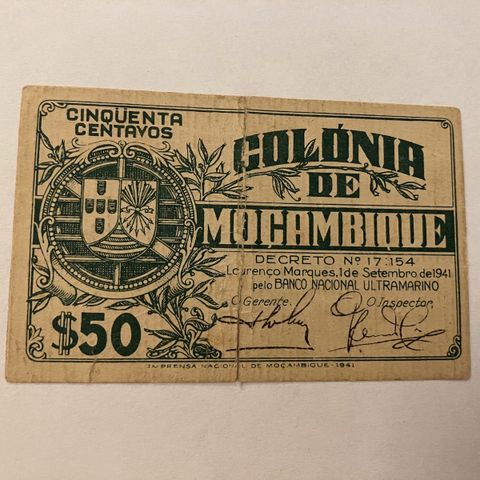 CINQÜENTA
CENTAVOS
COLÓNIA
DE
MOÇAMBIQUE
DECRETO Nº 17:154
Lourenço Marques, 1 de Setembro de 1941
pelo BANCO NACIONAL ULTRAMARINO
O Gerente. O Inspector.
$50
IMPRENSA NACIONAL DE MOÇAMBIQUE-1941